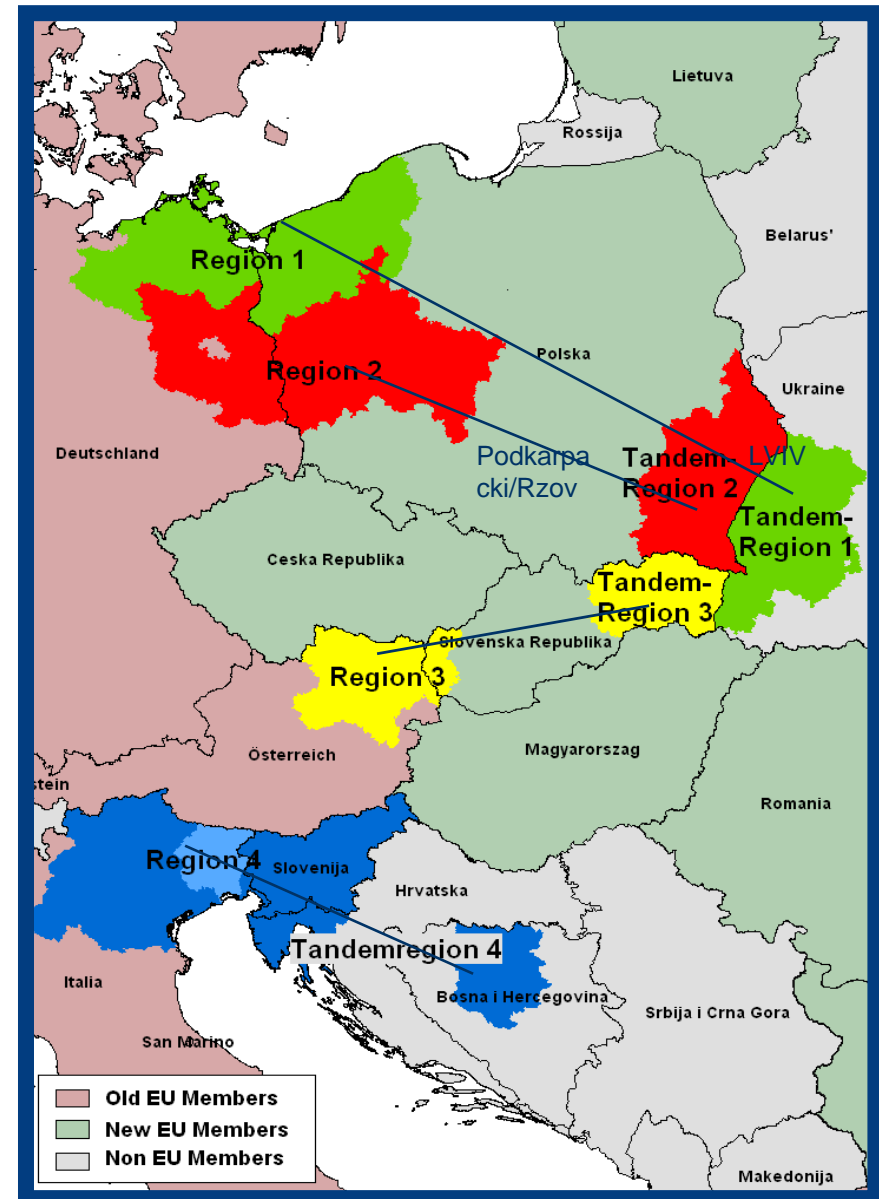 Lietuva
Rossija
Belarus'
Region 1
Polska
Region 2
Ukraine
Deutschland
Podkarpa
cki/Rzov
Tandem-
Region 2
LVIV
Tandem-
Region 1
Ceska Republika
Tandem-
Region 3
Slovenska Republika
Region 3
Österreich
Magyarorszag
stein
Romania
Region 4
Slovenija
Hrvatska
Tandemregion 4
Italia
Bosna i Hercegovina
Srbija i Crna Gora
San Marino
Old EU Members
New EU Members
Non EU Members
Makedonija